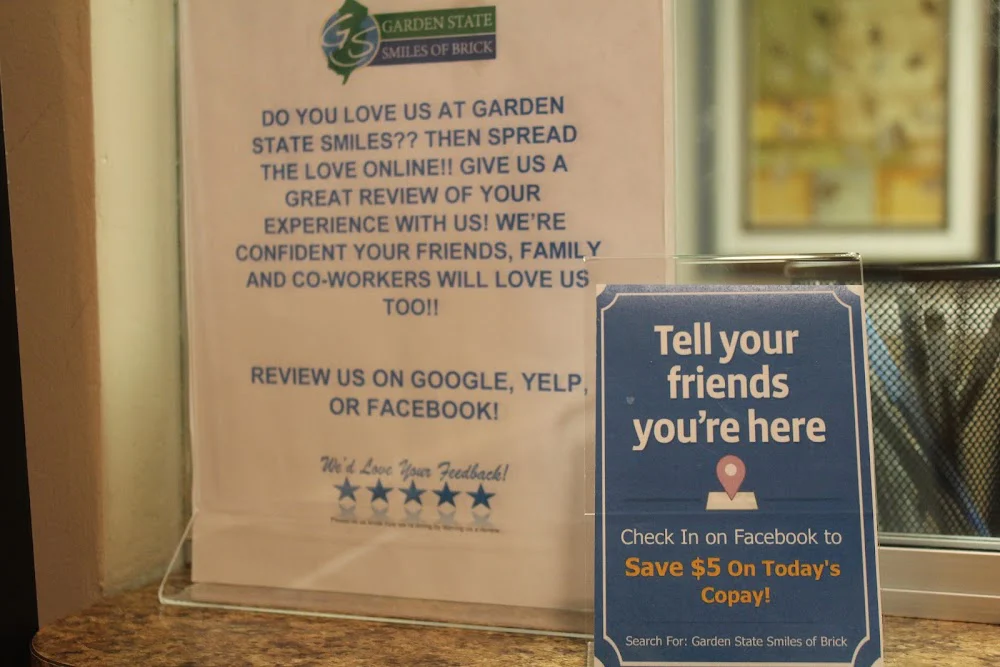 GS
GARDEN STATE
SMILES OF BRICK
DO YOU LOVE US AT GARDEN
STATE SMILES?? THEN SPREAD
THE LOVE ONLINE!! GIVE US A
GREAT REVIEW OF YOUR
EXPERIENCE WITH US! WE'RE
CONFIDENT YOUR FRIENDS, FAMILY
AND CO-WORKERS WILL LOVE US
TOO!!
REVIEW US ON GOOGLE, YELP,
OR FACEBOOK!
We'd Love Your Feedback!
Tell your
friends
you're here
Check In on Facebook to
Save $5 On Today's
Copay!
Search For: Garden State Smiles of Brick